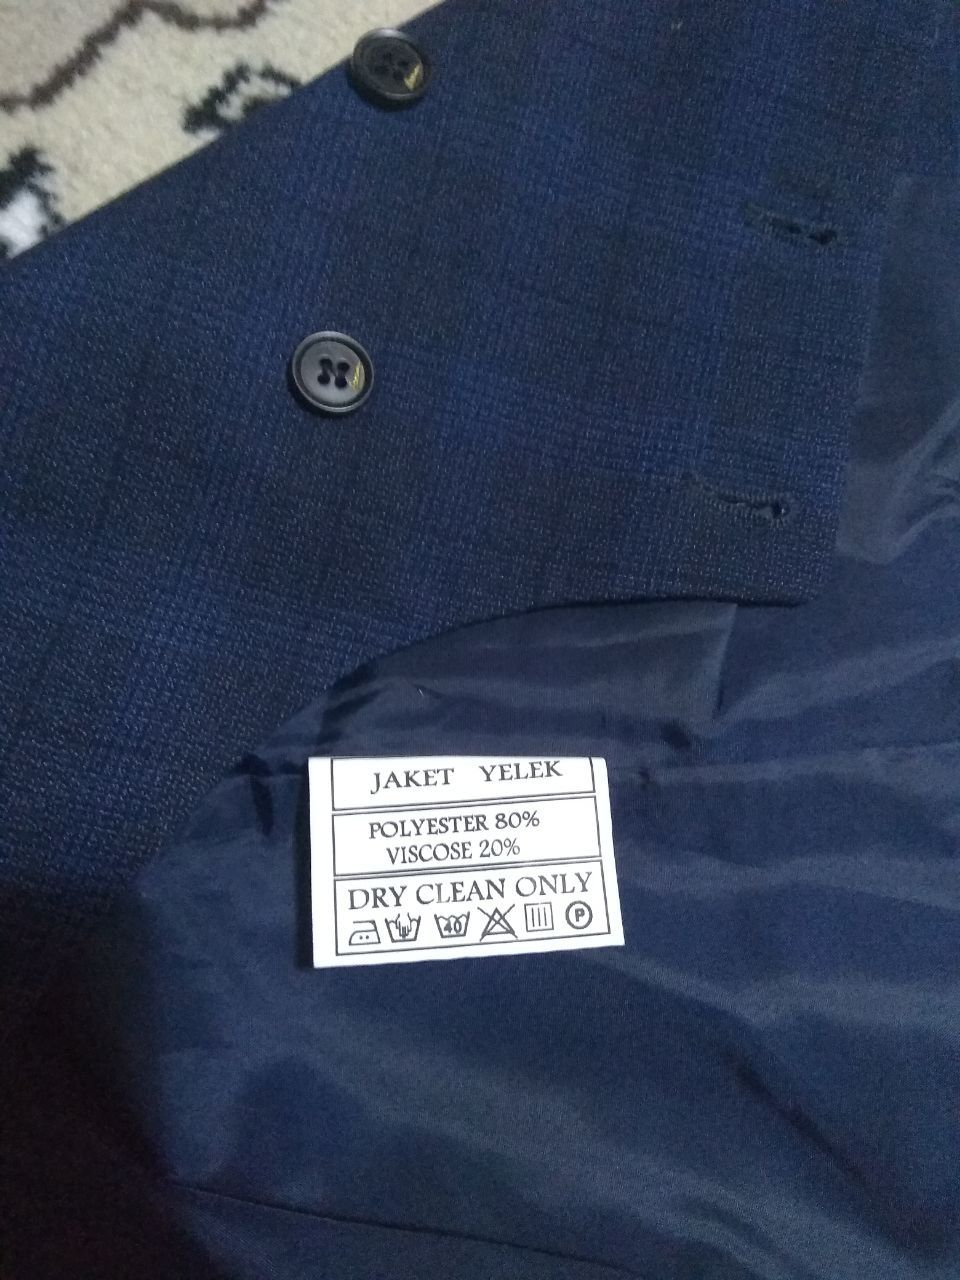 JAKET YELEK
POLYESTER 80%
VISCOSE 20%
DRY CLEAN ONLY
40 P